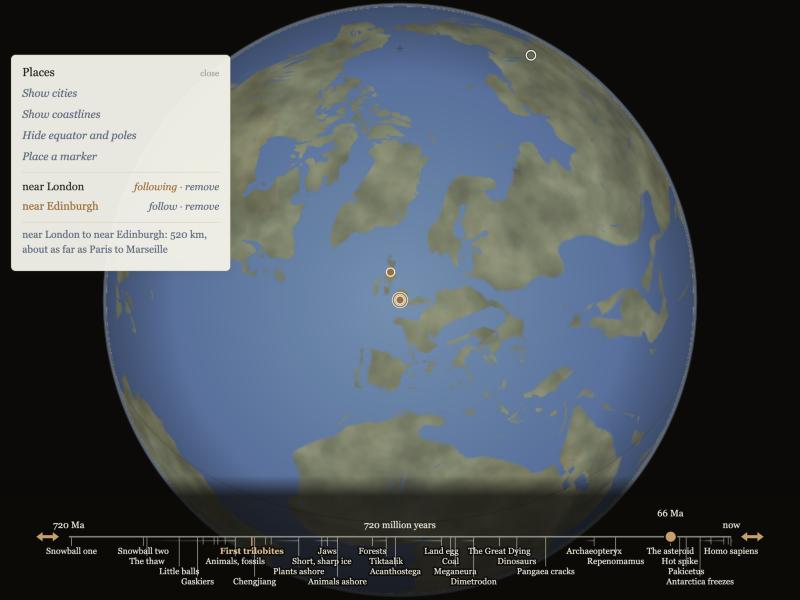 Places
close
Show cities
Show coastlines
Hide equator and poles
Place a marker
near London
following · remove
near Edinburgh
follow · remove
near London to near Edinburgh: 520 km,
about as far as Paris to Marseille
66 Ma
720 Ma
720 million years
now
Snowball one
Snowball two
First trilobites
Jaws
Forests
Land egg
The Great Dying
Archaeopteryx
The asteroid
Homo sapiens
The thaw
Animals, fossils
Short, sharp ice
Tiktaalik
Coal
Dinosaurs
Repenomamus
Hot spike
Little balls
Plants ashore
Acanthostega
Meganeura
Pangaea cracks
Pakicetus
Gaskiers
Chengjiang
Animals ashore
Dimetrodon
Antarctica freezes